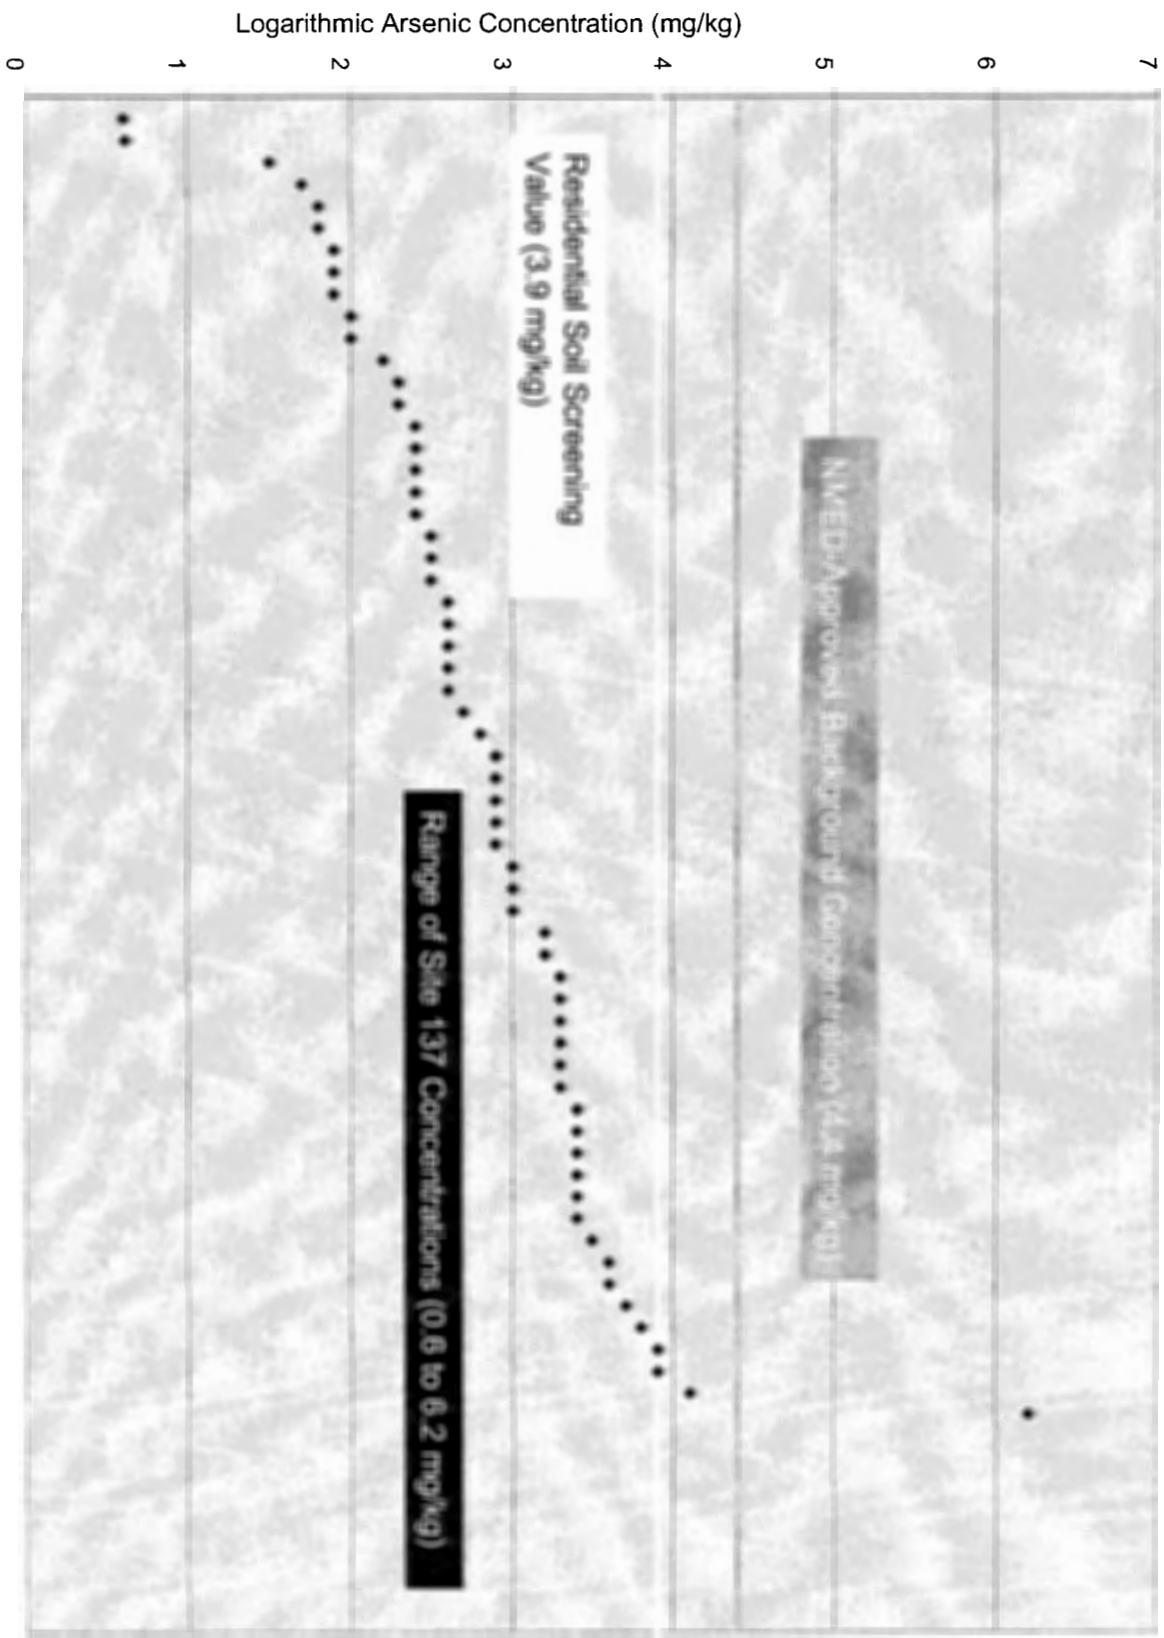 Logarithmic Arsenic Concentration (mg/kg)
0 1 2 3 4 5 6 7
Residential Soil Screening
Value (3.9 mg/kg)
NMED-Approved Background Concentration (4.4 mg/kg)
Range of Site 137 Concentrations (0.6 to 6.2 mg/kg)